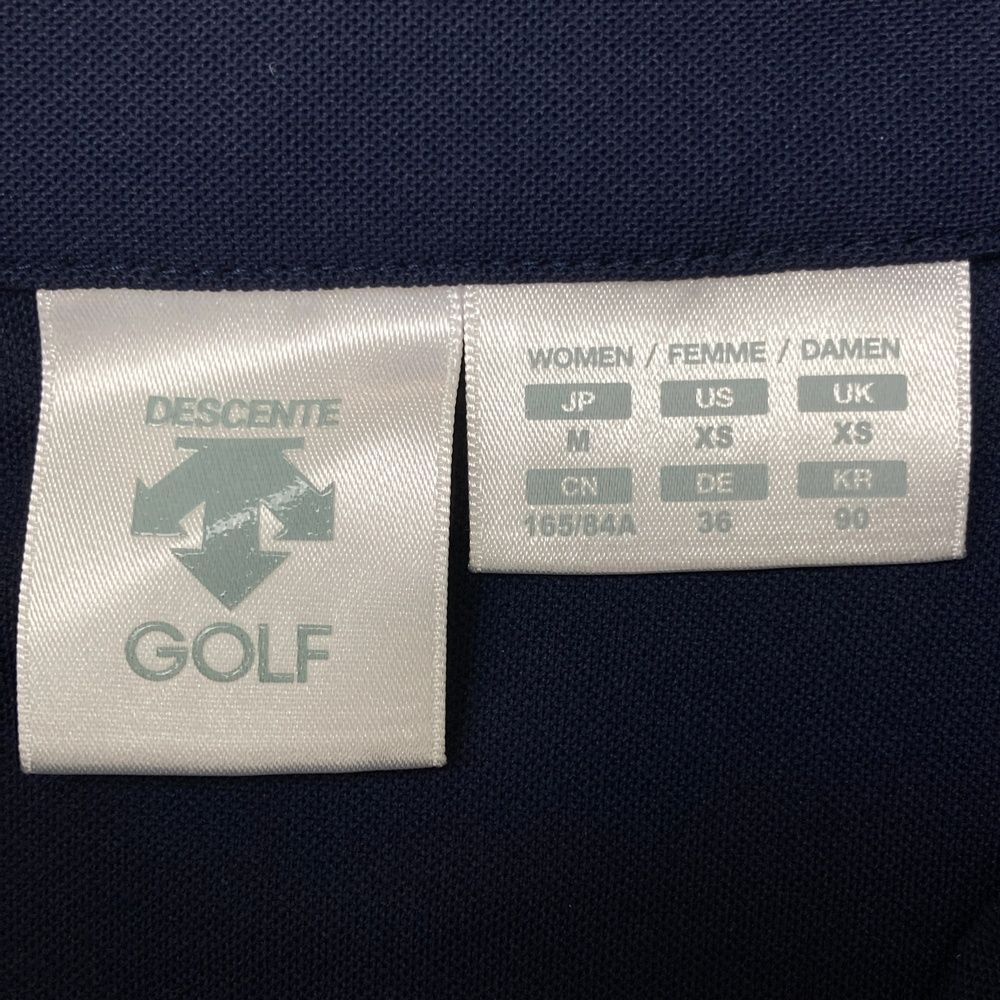 DESCENTE
GOLF
WOMEN / FEMME / DAMEN
JP US UK
M XS XS
CN DE KR
165/84A 36 90